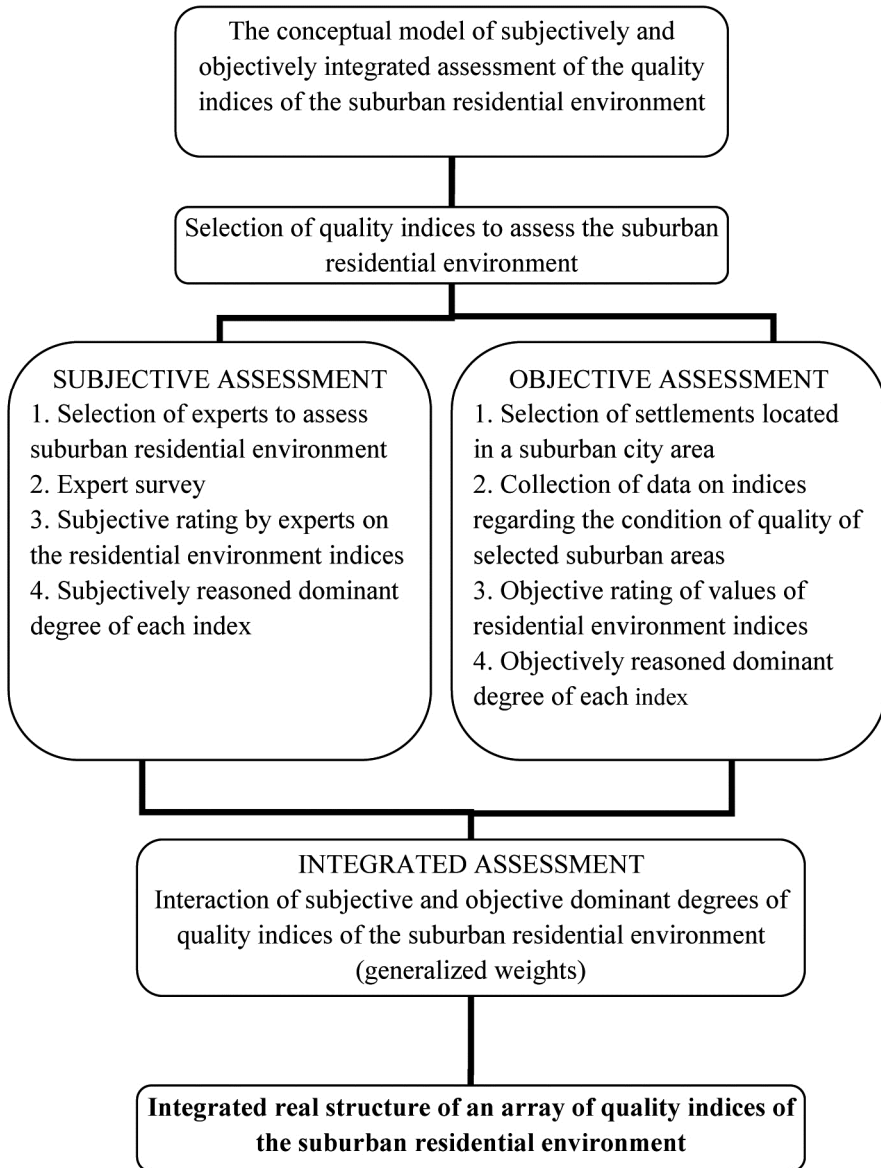 The conceptual model of subjectively and
objectively integrated assessment of the quality
indices of the suburban residential environment
Selection of quality indices to assess the suburban
residential environment
SUBJECTIVE ASSESSMENT
1. Selection of experts to assess
suburban residential environment
2. Expert survey
3. Subjective rating by experts on
the residential environment indices
4. Subjectively reasoned dominant
degree of each index
OBJECTIVE ASSESSMENT
1. Selection of settlements located
in a suburban city area
2. Collection of data on indices
regarding the condition of quality of
selected suburban areas
3. Objective rating of values of
residential environment indices
4. Objectively reasoned dominant
degree of each index
INTEGRATED ASSESSMENT
Interaction of subjective and objective dominant degrees of
quality indices of the suburban residential environment
(generalized weights)
Integrated real structure of an array of quality indices of
the suburban residential environment